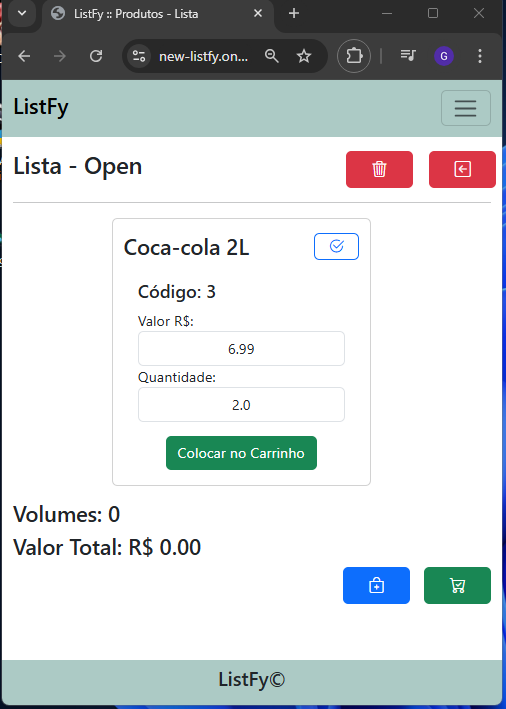 ListFy :: Produtos - Lista
new-listfy.on...
G
ListFy
Lista - Open
Coca-cola 2L
Código: 3
Valor R$:
6.99
Quantidade:
2.0
Colocar no Carrinho
Volumes: 0
Valor Total: R$ 0.00
ListFy©